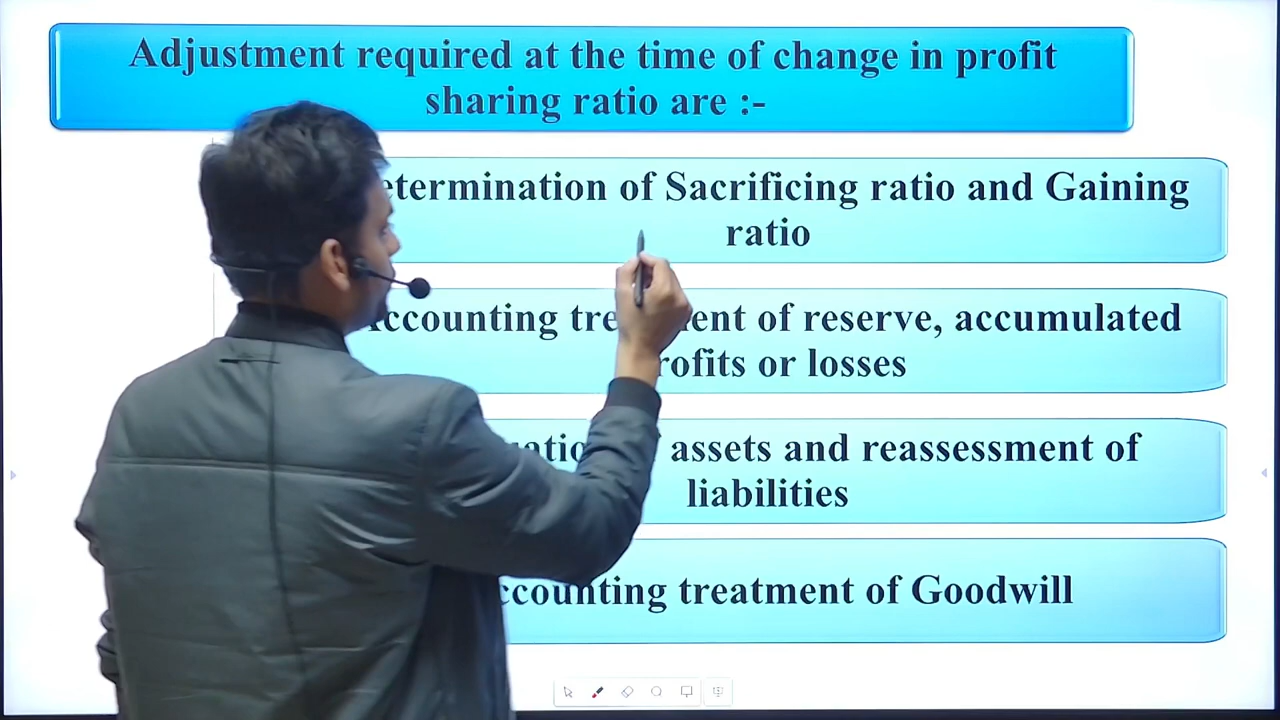 Adjustment required at the time of change in profit
sharing ratio are :-
etermination of Sacrificing ratio and Gaining
ratio
ccounting tre ent of reserve, accumulated
rofits or losses
assets and reassessment of
liabilities
ccounting treatment of Goodwill